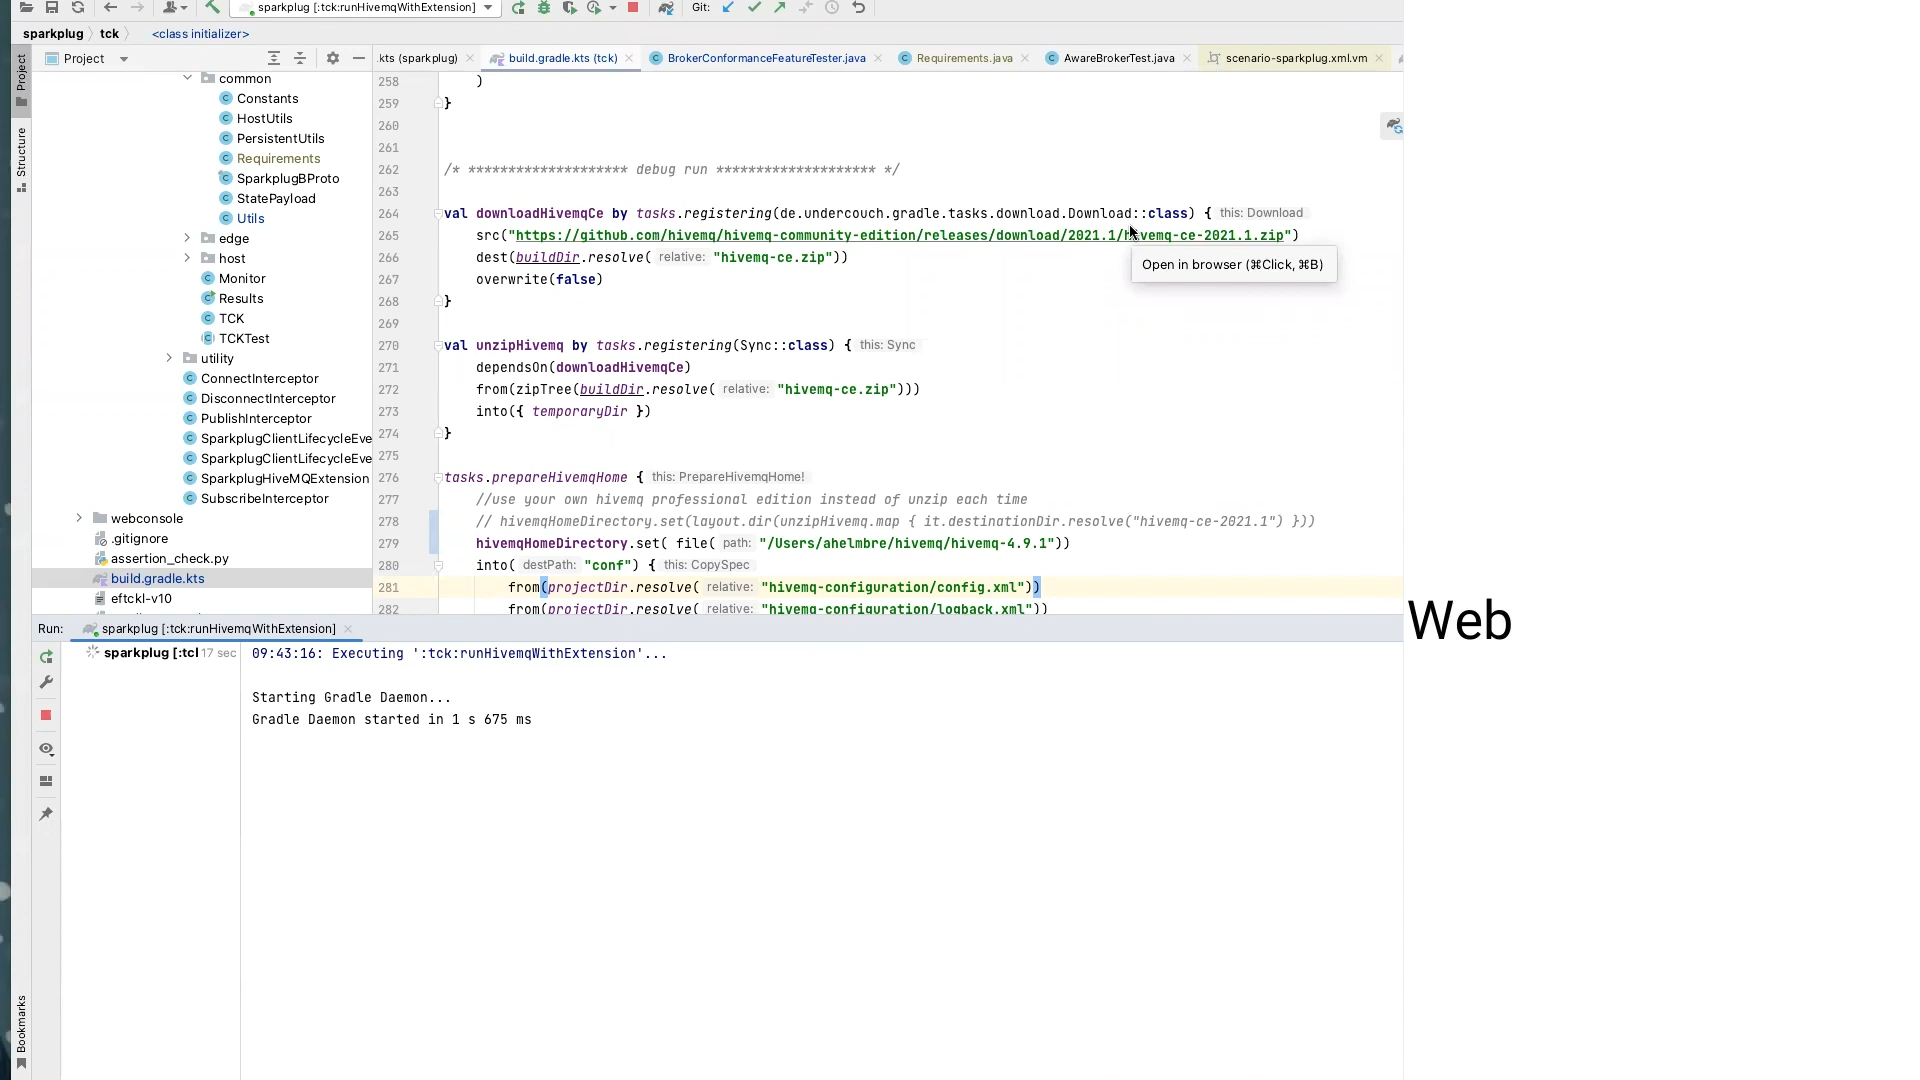 sparkplug [:tck:runHivemqWithExtension]
Git:
sparkplug
tck
<class initializer>
Project
.kts (sparkplug)
build.gradle.kts (tck)
BrokerConformanceFeatureTester.java
Requirements.java
AwareBrokerTest.java
scenario-sparkplug.xml.vm
Project
Structure
Bookmarks
common
Constants
HostUtils
PersistentUtils
Requirements
SparkplugBProto
StatePayload
Utils
edge
host
Monitor
Results
TCK
TCKTest
utility
ConnectInterceptor
DisconnectInterceptor
PublishInterceptor
SparkplugClientLifecycleEve
SparkplugClientLifecycleEve
SparkplugHiveMQExtension
SubscribeInterceptor
webconsole
.gitignore
assertion_check.py
build.gradle.kts
eftckl-v10
258 )
259 }
260
261
262 /* ******************** debug run ******************** */
263
264 val downloadHivemqCe by tasks.registering(de.undercouch.gradle.tasks.download.Download::class) { this: Download
265 src("https://github.com/hivemq/hivemq-community-edition/releases/download/2021.1/hivemq-ce-2021.1.zip")
266 dest(buildDir.resolve( relative: "hivemq-ce.zip"))
267 overwrite(false)
268 }
269
270 val unzipHivemq by tasks.registering(Sync::class) { this: Sync
271 dependsOn(downloadHivemqCe)
272 from(zipTree(buildDir.resolve( relative: "hivemq-ce.zip")))
273 into({ temporaryDir })
274 }
275
276 tasks.prepareHivemqHome { this: PrepareHivemqHome!
277 //use your own hivemq professional edition instead of unzip each time
278 // hivemqHomeDirectory.set(layout.dir(unzipHivemq.map { it.destinationDir.resolve("hivemq-ce-2021.1") }))
279 hivemqHomeDirectory.set( file( path: "/Users/ahelmbre/hivemq/hivemq-4.9.1"))
280 into( destPath: "conf") { this: CopySpec
281 from(projectDir.resolve( relative: "hivemq-configuration/config.xml"))
282 from(projectDir.resolve( relative: "hivemq-configuration/logback.xml"))
Open in browser (⌘Click, ⌘B)
Web
Run: sparkplug [:tck:runHivemqWithExtension]
sparkplug [:tcl 17 sec
09:43:16: Executing ':tck:runHivemqWithExtension'...
Starting Gradle Daemon...
Gradle Daemon started in 1 s 675 ms